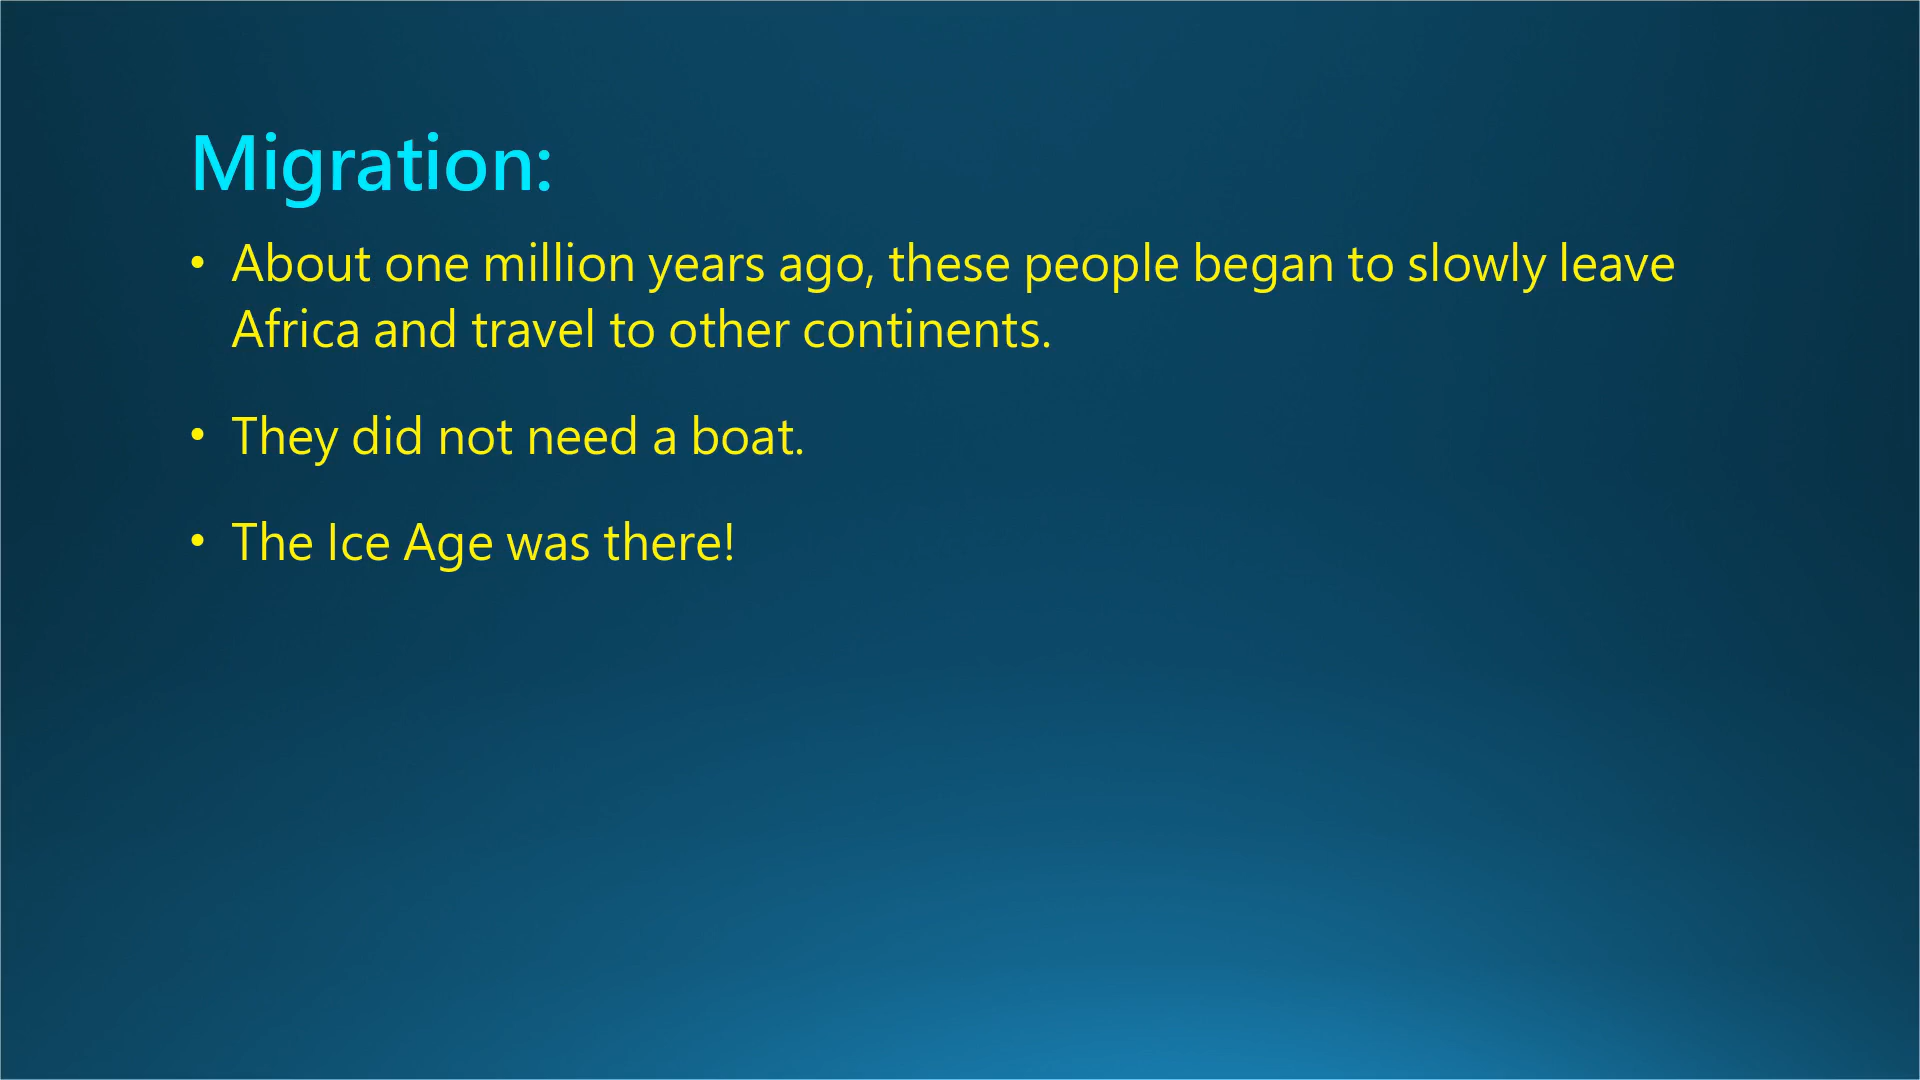 Migration:
• About one million years ago, these people began to slowly leave
Africa and travel to other continents.
• They did not need a boat.
• The Ice Age was there!